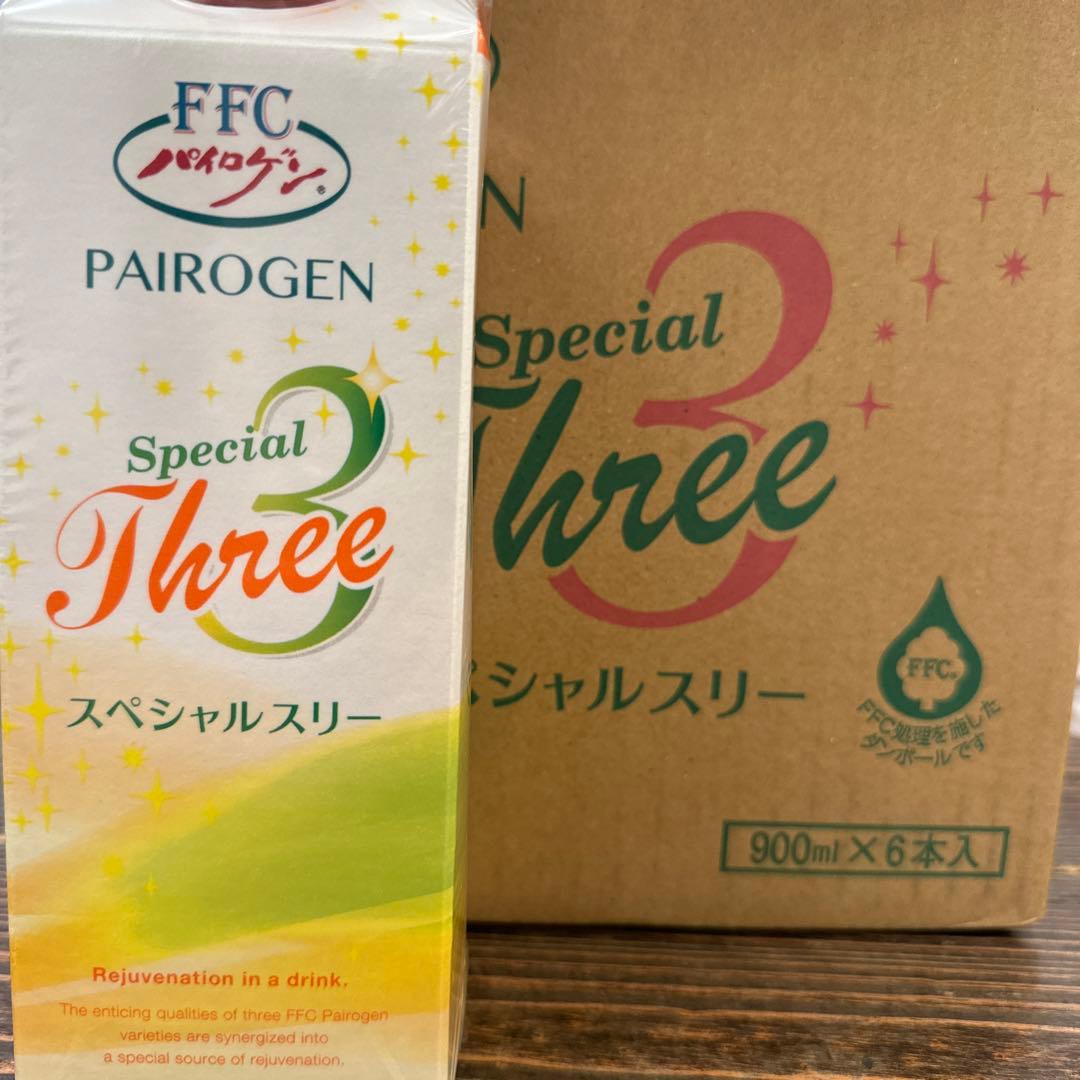 FFC
パイロゲン®
PAIROGEN
Special 3
Three
スペシャルスリー
Rejuvenation in a drink.
The enticing qualities of three FFC Pairogen
varieties are synergized into
a special source of rejuvenation.
N
Special 3
Three
ペシャルスリー
FFC®
FFC処理を施した
ダンボールです
900ml×6本入